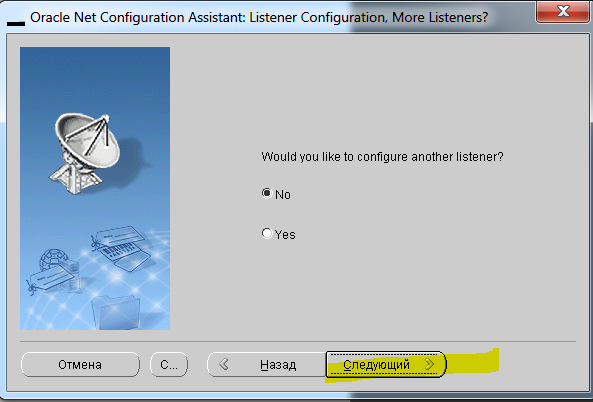 Oracle Net Configuration Assistant: Listener Configuration, More Listeners?
Would you like to configure another listener?
No
Yes
Отмена
С...
Назад
Следующий